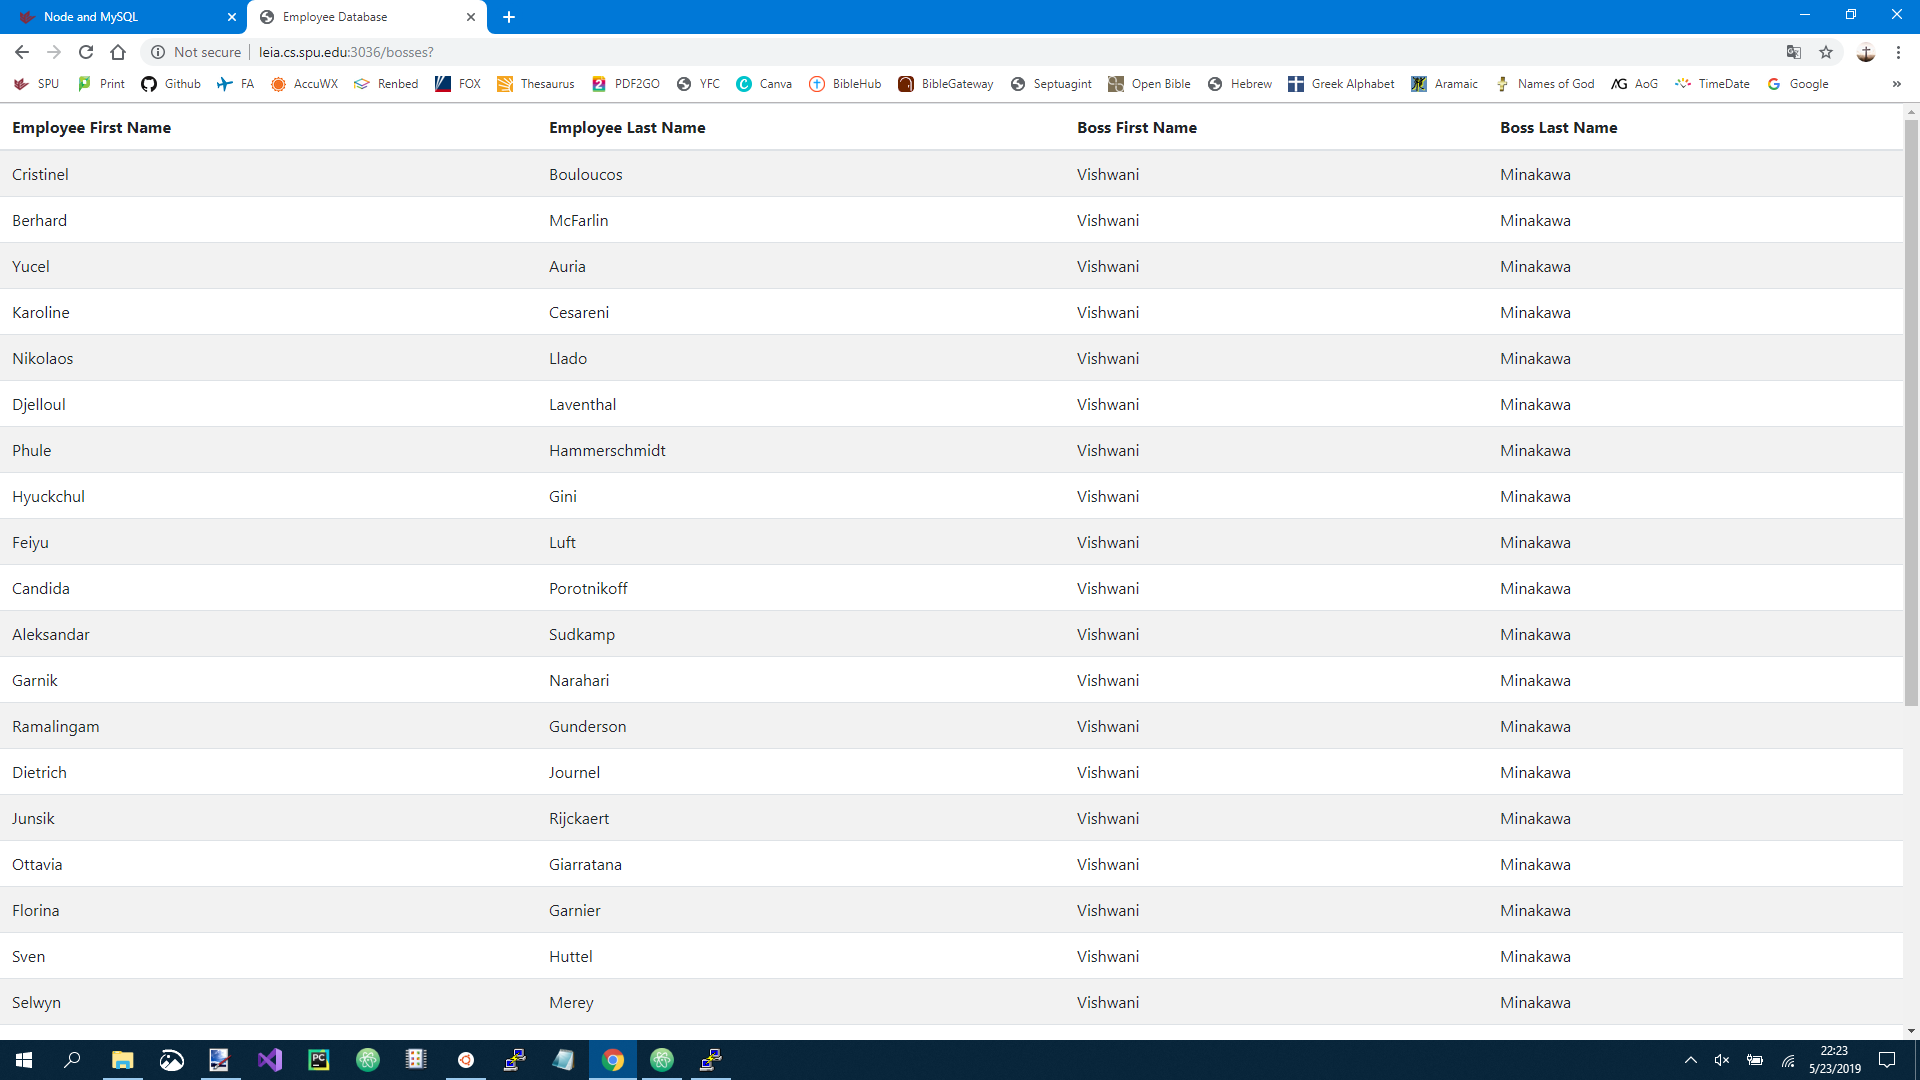 Node and MySQL Employee Database
Not secure leia.cs.spu.edu:3036/bosses?
SPU Print Github FA AccuWX Renbed FOX Thesaurus PDF2GO YFC Canva BibleHub BibleGateway Septuagint Open Bible Hebrew Greek Alphabet Aramaic Names of God AG AoG TimeDate Google »
Employee First Name Employee Last Name Boss First Name Boss Last Name
Cristinel Bouloucos Vishwani Minakawa
Berhard McFarlin Vishwani Minakawa
Yucel Auria Vishwani Minakawa
Karoline Cesareni Vishwani Minakawa
Nikolaos Llado Vishwani Minakawa
Djelloul Laventhal Vishwani Minakawa
Phule Hammerschmidt Vishwani Minakawa
Hyuckchul Gini Vishwani Minakawa
Feiyu Luft Vishwani Minakawa
Candida Porotnikoff Vishwani Minakawa
Aleksandar Sudkamp Vishwani Minakawa
Garnik Narahari Vishwani Minakawa
Ramalingam Gunderson Vishwani Minakawa
Dietrich Journel Vishwani Minakawa
Junsik Rijckaert Vishwani Minakawa
Ottavia Giarratana Vishwani Minakawa
Florina Garnier Vishwani Minakawa
Sven Huttel Vishwani Minakawa
Selwyn Merey Vishwani Minakawa
PC
22:23
5/23/2019